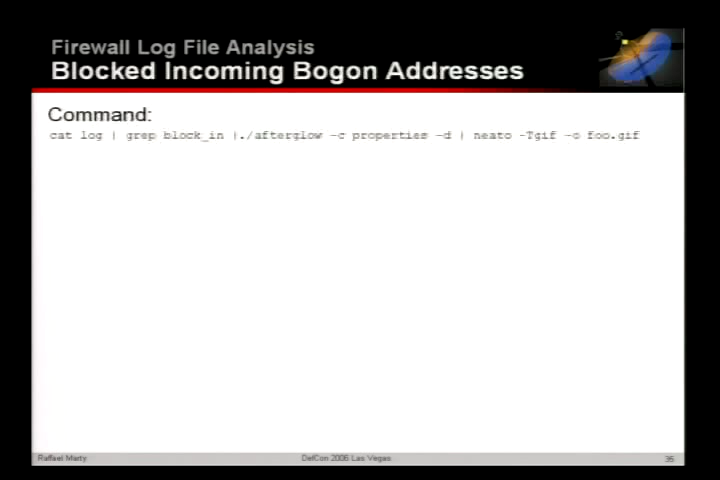 Firewall Log File Analysis
Blocked Incoming Bogon Addresses
Command:
cat log | grep block_in |./afterglow -c properties -d | neato -Tgif -o foo.gif
Raffael Marty
DefCon 2006 Las Vegas
35